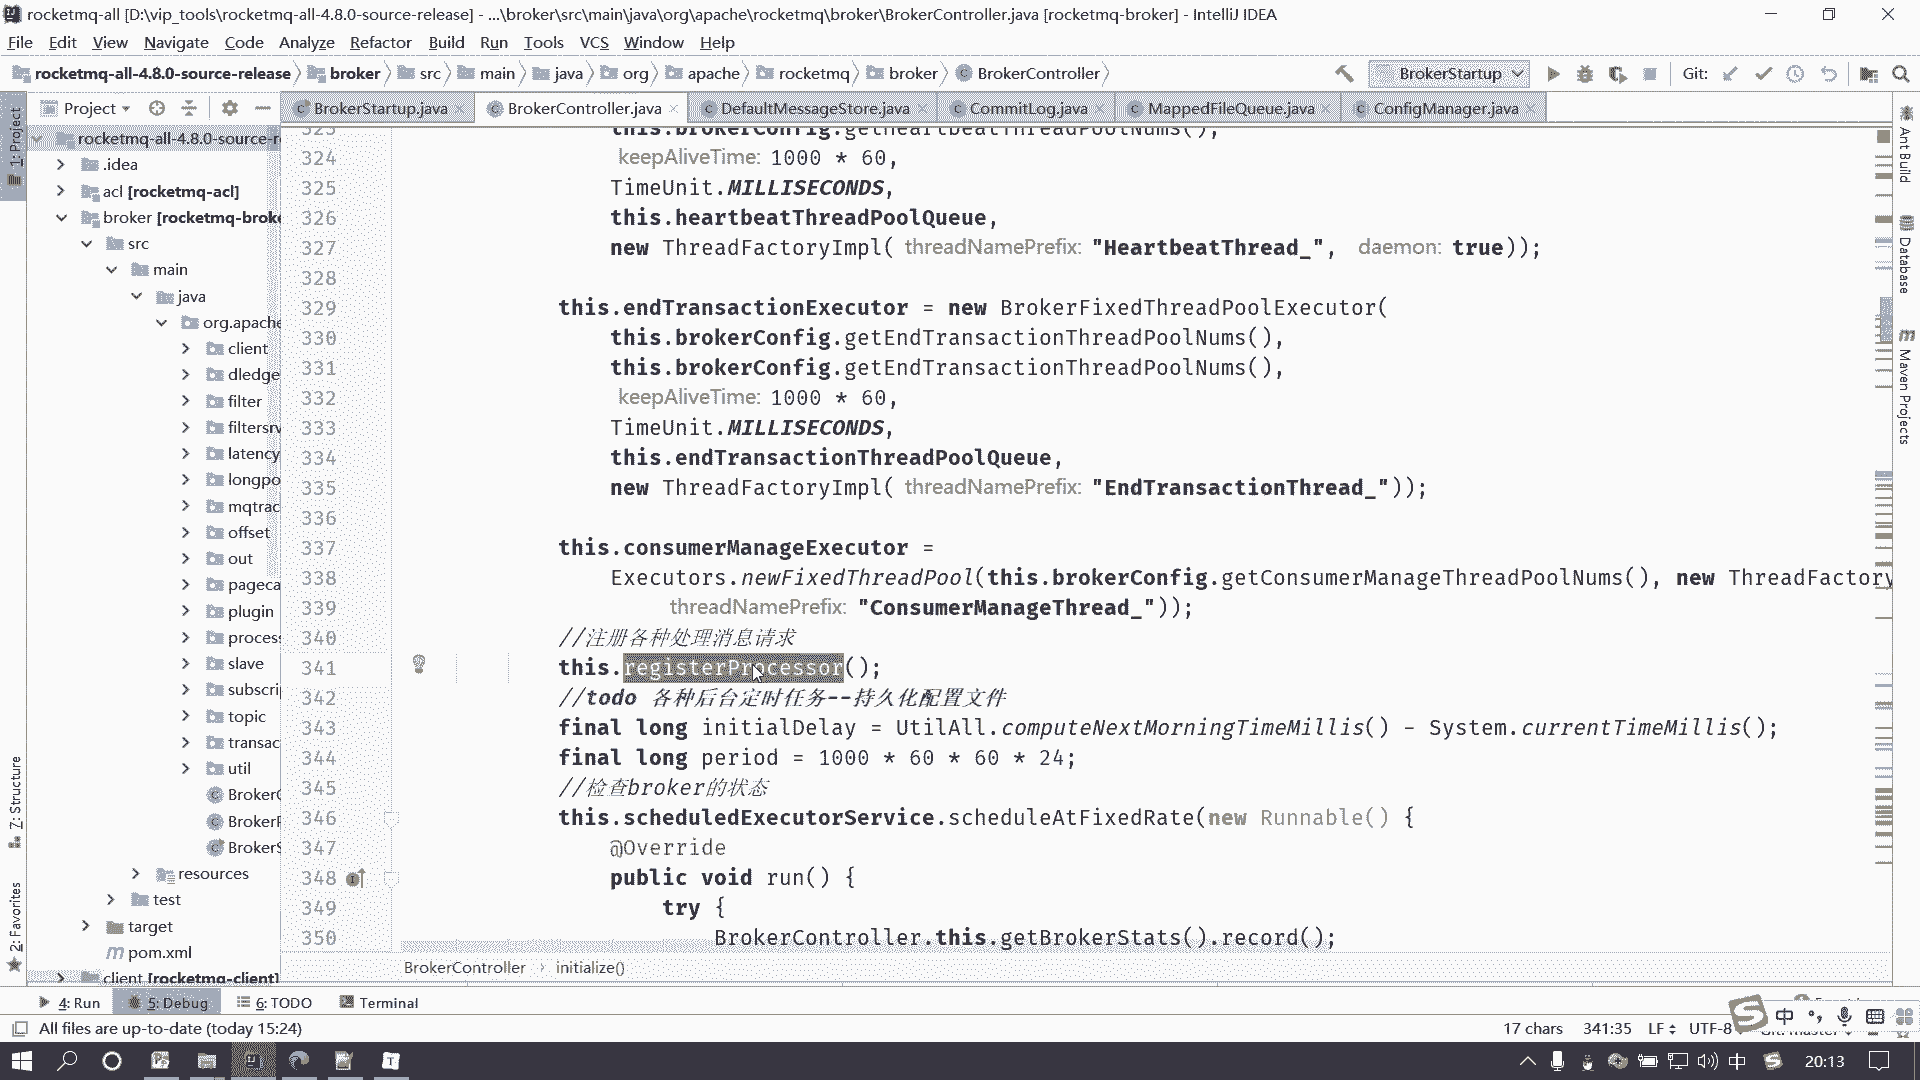 rocketmq-all [D:\vip_tools\rocketmq-all-4.8.0-source-release] - ...\broker\src\main\java\org\apache\rocketmq\broker\BrokerController.java [rocketmq-broker] - IntelliJ IDEA
File Edit View Navigate Code Analyze Refactor Build Run Tools VCS Window Help
rocketmq-all-4.8.0-source-release broker src main java org apache rocketmq broker BrokerController BrokerStartup Git:
Project BrokerStartup.java BrokerController.java DefaultMessageStore.java CommitLog.java MappedFileQueue.java ConfigManager.java
1: Project
Z: Structure
2: Favorites
rocketmq-all-4.8.0-source-r
.idea
acl [rocketmq-acl]
broker [rocketmq-broke
src
main
java
org.apache
client
dledge
filter
filtersrv
latency
longpo
mqtrac
offset
out
pageca
plugin
process
slave
subscri
topic
transac
util
BrokerC
BrokerF
BrokerS
resources
test
target
pom.xml
client [rocketmq-client]
323 this.brokerConfig.getHeartbeatThreadPoolNums(),
324 keepAliveTime: 1000 * 60,
325 TimeUnit.MILLISECONDS,
326 this.heartbeatThreadPoolQueue,
327 new ThreadFactoryImpl( threadNamePrefix: "HeartbeatThread_", daemon: true));
328
329 this.endTransactionExecutor = new BrokerFixedThreadPoolExecutor(
330 this.brokerConfig.getEndTransactionThreadPoolNums(),
331 this.brokerConfig.getEndTransactionThreadPoolNums(),
332 keepAliveTime: 1000 * 60,
333 TimeUnit.MILLISECONDS,
334 this.endTransactionThreadPoolQueue,
335 new ThreadFactoryImpl( threadNamePrefix: "EndTransactionThread_"));
336
337 this.consumerManageExecutor =
338 Executors.newFixedThreadPool(this.brokerConfig.getConsumerManageThreadPoolNums(), new ThreadFactory
339 threadNamePrefix: "ConsumerManageThread_"));
340 //注册各种处理消息请求
341 this.registerProcessor();
342 //todo 各种后台定时任务--持久化配置文件
343 final long initialDelay = UtilAll.computeNextMorningTimeMillis() - System.currentTimeMillis();
344 final long period = 1000 * 60 * 60 * 24;
345 //检查broker的状态
346 this.scheduledExecutorService.scheduleAtFixedRate(new Runnable() {
347 @Override
348 public void run() {
349 try {
350 BrokerController.this.getBrokerStats().record();
BrokerController initialize()
Ant Build
Database
Maven Projects
4: Run 5: Debug 6: TODO Terminal
All files are up-to-date (today 15:24) 17 chars 341:35 LF UTF-8
中
中 20:13